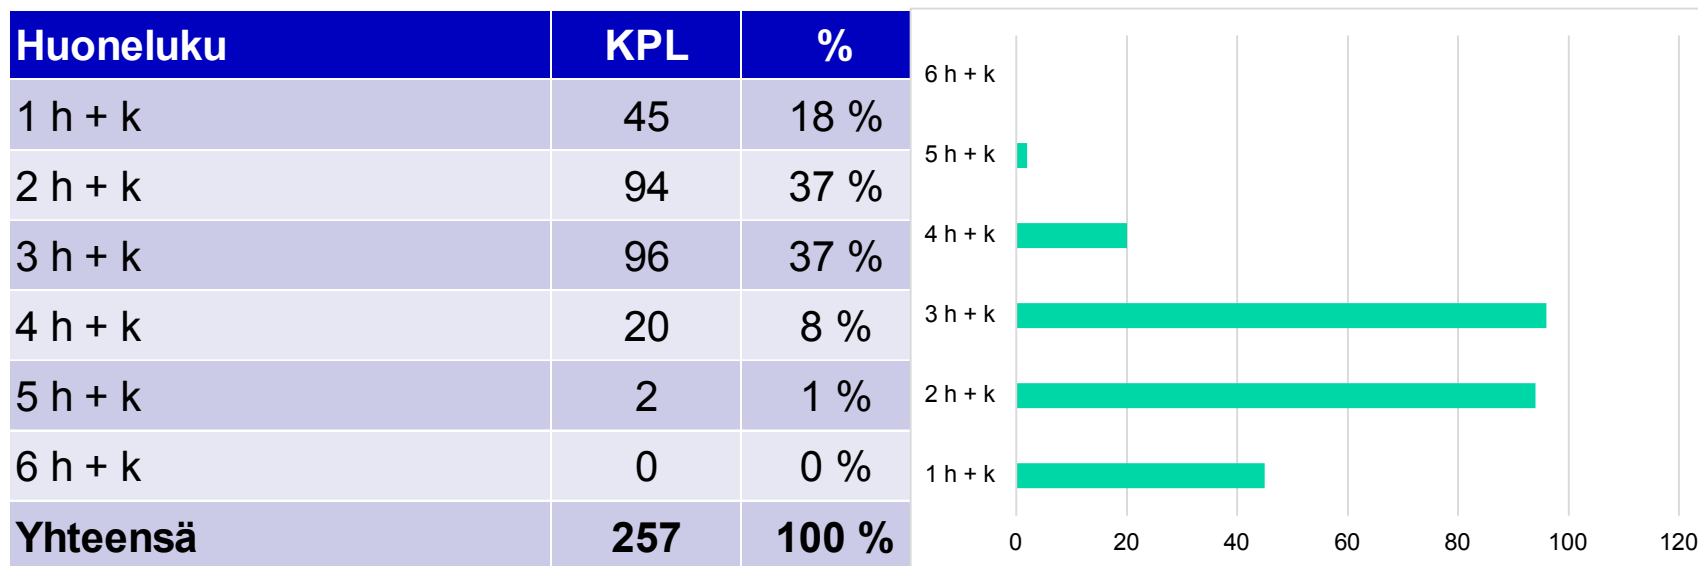 Huoneluku KPL %
1 h + k 45 18 %
2 h + k 94 37 %
3 h + k 96 37 %
4 h + k 20 8 %
5 h + k 2 1 %
6 h + k 0 0 %
Yhteensä 257 100 %
6 h + k
5 h + k
4 h + k
3 h + k
2 h + k
1 h + k
0 20 40 60 80 100 120